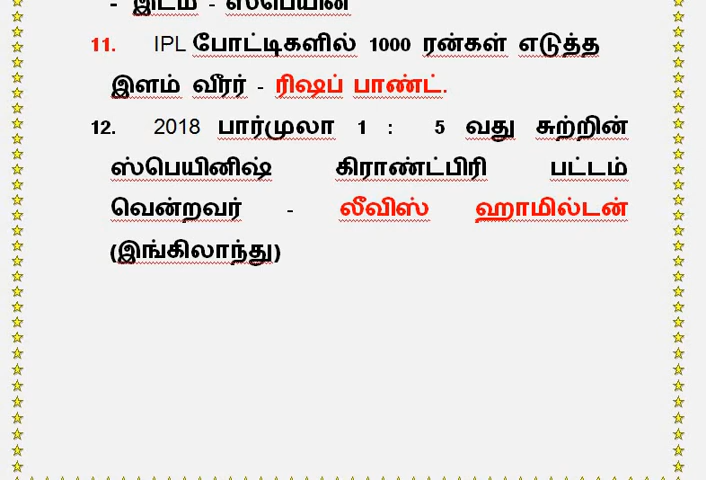 - இடம் - ஸ்பெயின்
11. IPL போட்டிகளில் 1000 ரன்கள் எடுத்த
இளம் வீரர் - ரிஷப் பாண்ட்.
12. 2018 பார்முலா 1 : 5 வது சுற்றின்
ஸ்பெயினிஷ் கிராண்ட்பிரி பட்டம்
வென்றவர் - லீவிஸ் ஹாமில்டன்
(இங்கிலாந்து)